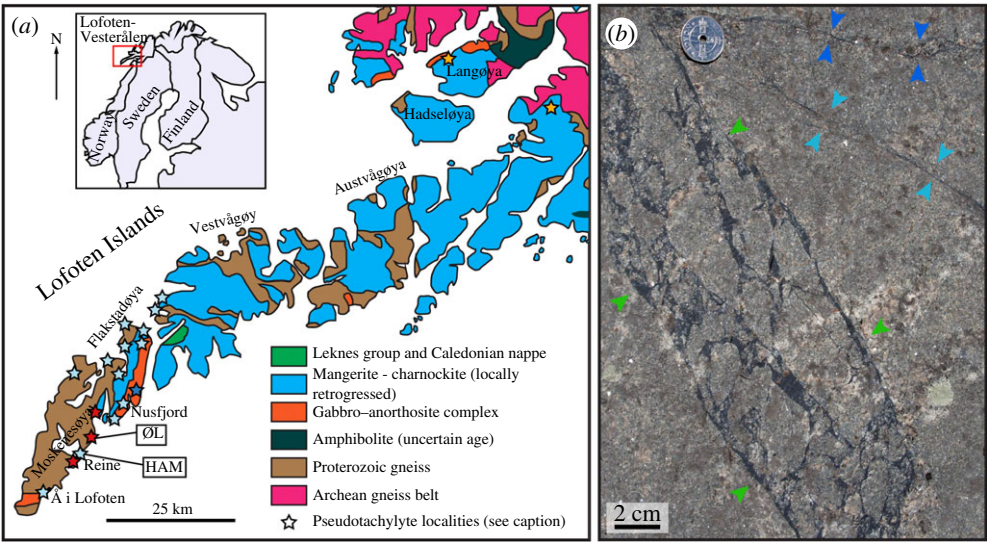 (a)
Lofoten-
Vesterålen
N
Norway
Sweden
Finland
Langøya
Hadseløya
Austvågøya
Vestvågøy
Lofoten Islands
Flakstadøya
Moskenesøya
Nusfjord
ØL
Reine
HAM
Å i Lofoten
25 km
Leknes group and Caledonian nappe
Mangerite - charnockite (locally
retrogressed)
Gabbro–anorthosite complex
Amphibolite (uncertain age)
Proterozoic gneiss
Archean gneiss belt
Pseudotachylyte localities (see caption)
(b)
2 cm